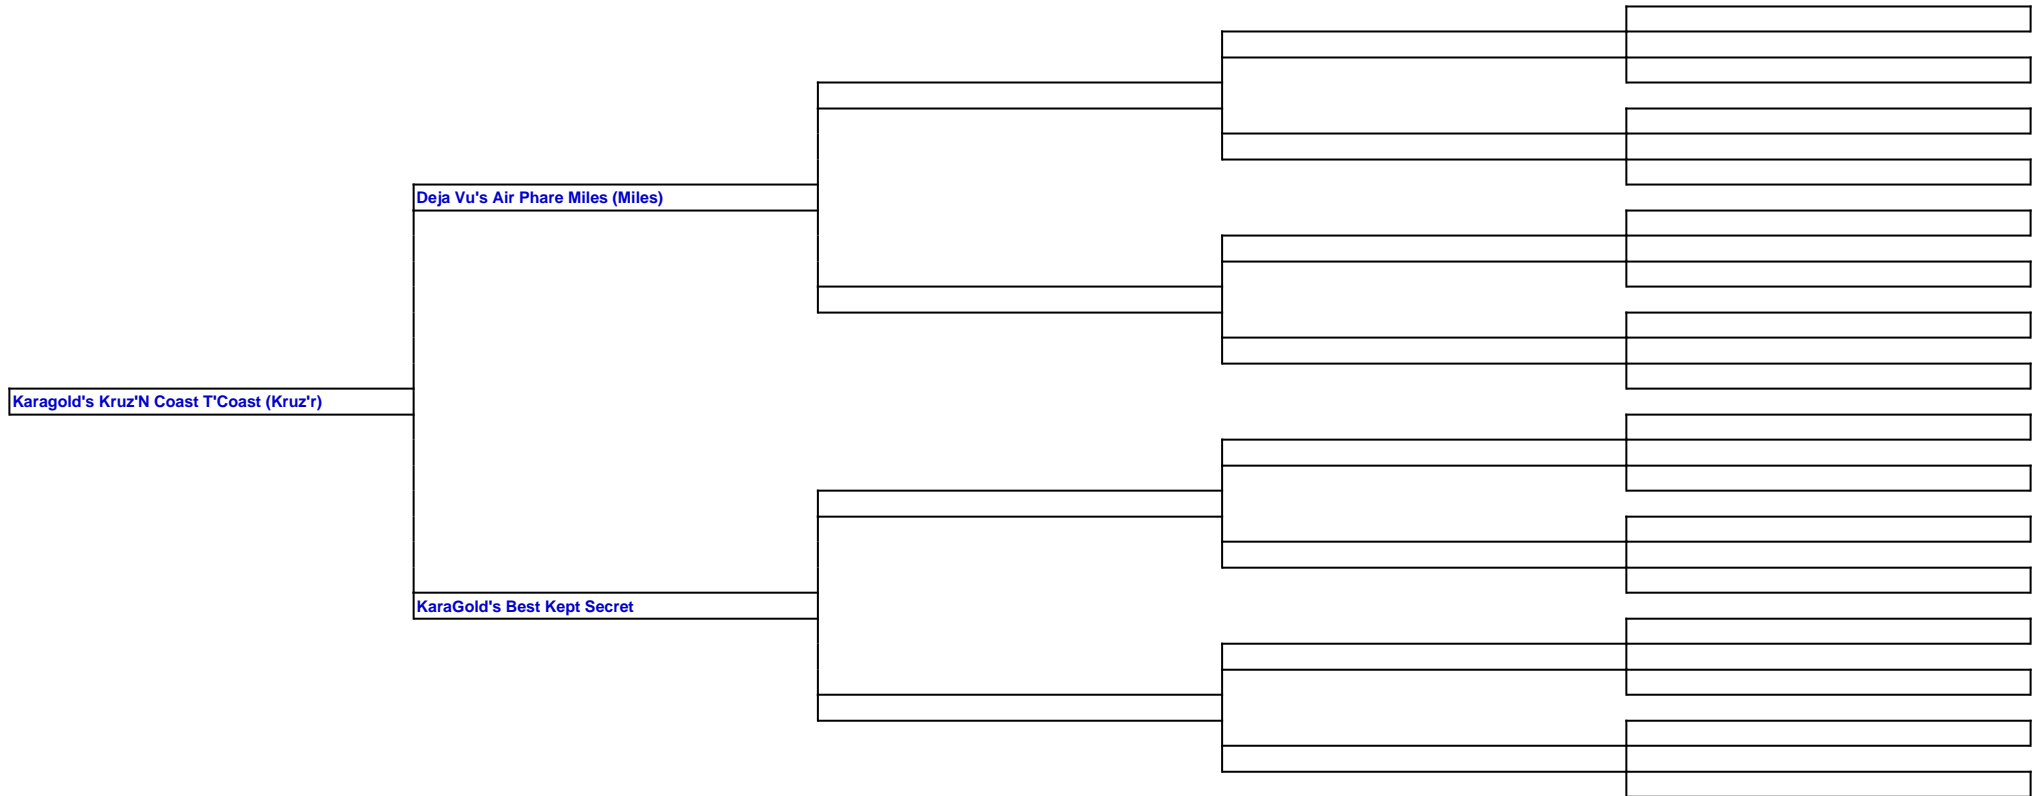 Deja Vu's Air Phare Miles (Miles)
Karagold's Kruz'N Coast T'Coast (Kruz'r)
KaraGold's Best Kept Secret